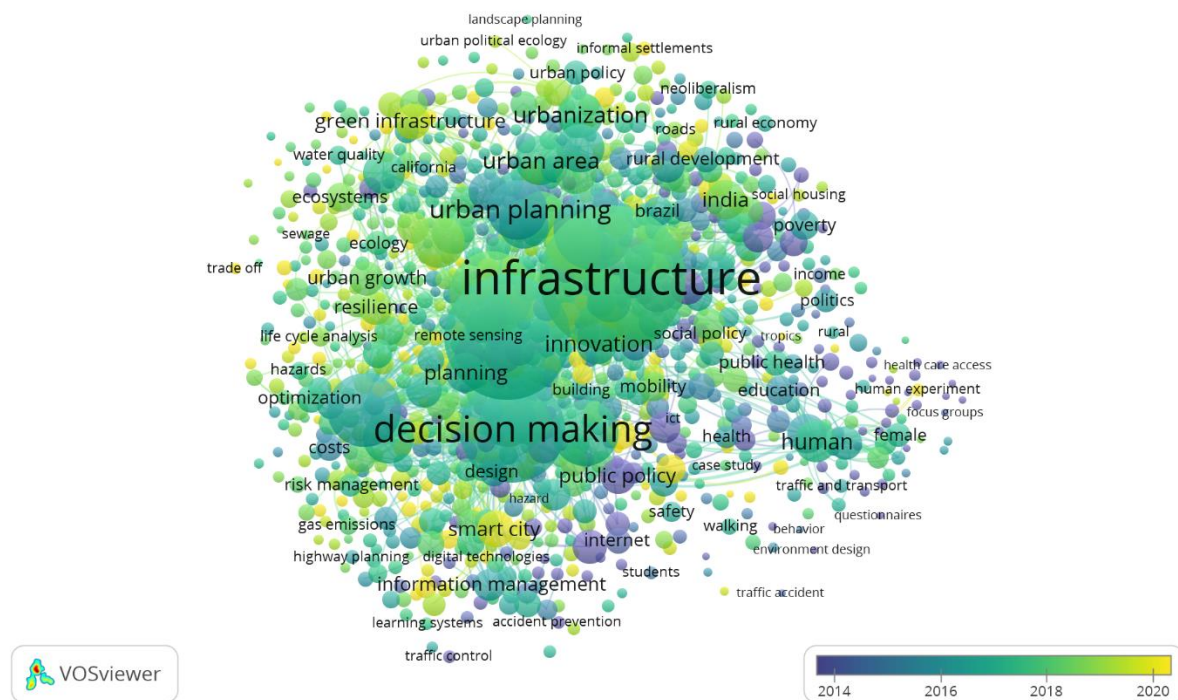 landscape planning
urban political ecology
informal settlements
urban policy
neoliberalism
green infrastructure
urbanization
roads
rural economy
water quality
california
urban area
rural development
ecosystems
urban planning
brazil
india
social housing
poverty
sewage
ecology
trade off
urban growth
infrastructure
income
politics
resilience
life cycle analysis
remote sensing
innovation
social policy
tropics
rural
hazards
planning
building
mobility
public health
health care access
optimization
education
human experiment
focus groups
decision making
ict
costs
health
human
female
design
public policy
case study
risk management
traffic and transport
hazard
gas emissions
smart city
safety
walking
questionnaires
behavior
internet
environment design
highway planning
digital technologies
students
information management
traffic accident
learning systems
accident prevention
traffic control
VOSviewer
2014 2016 2018 2020